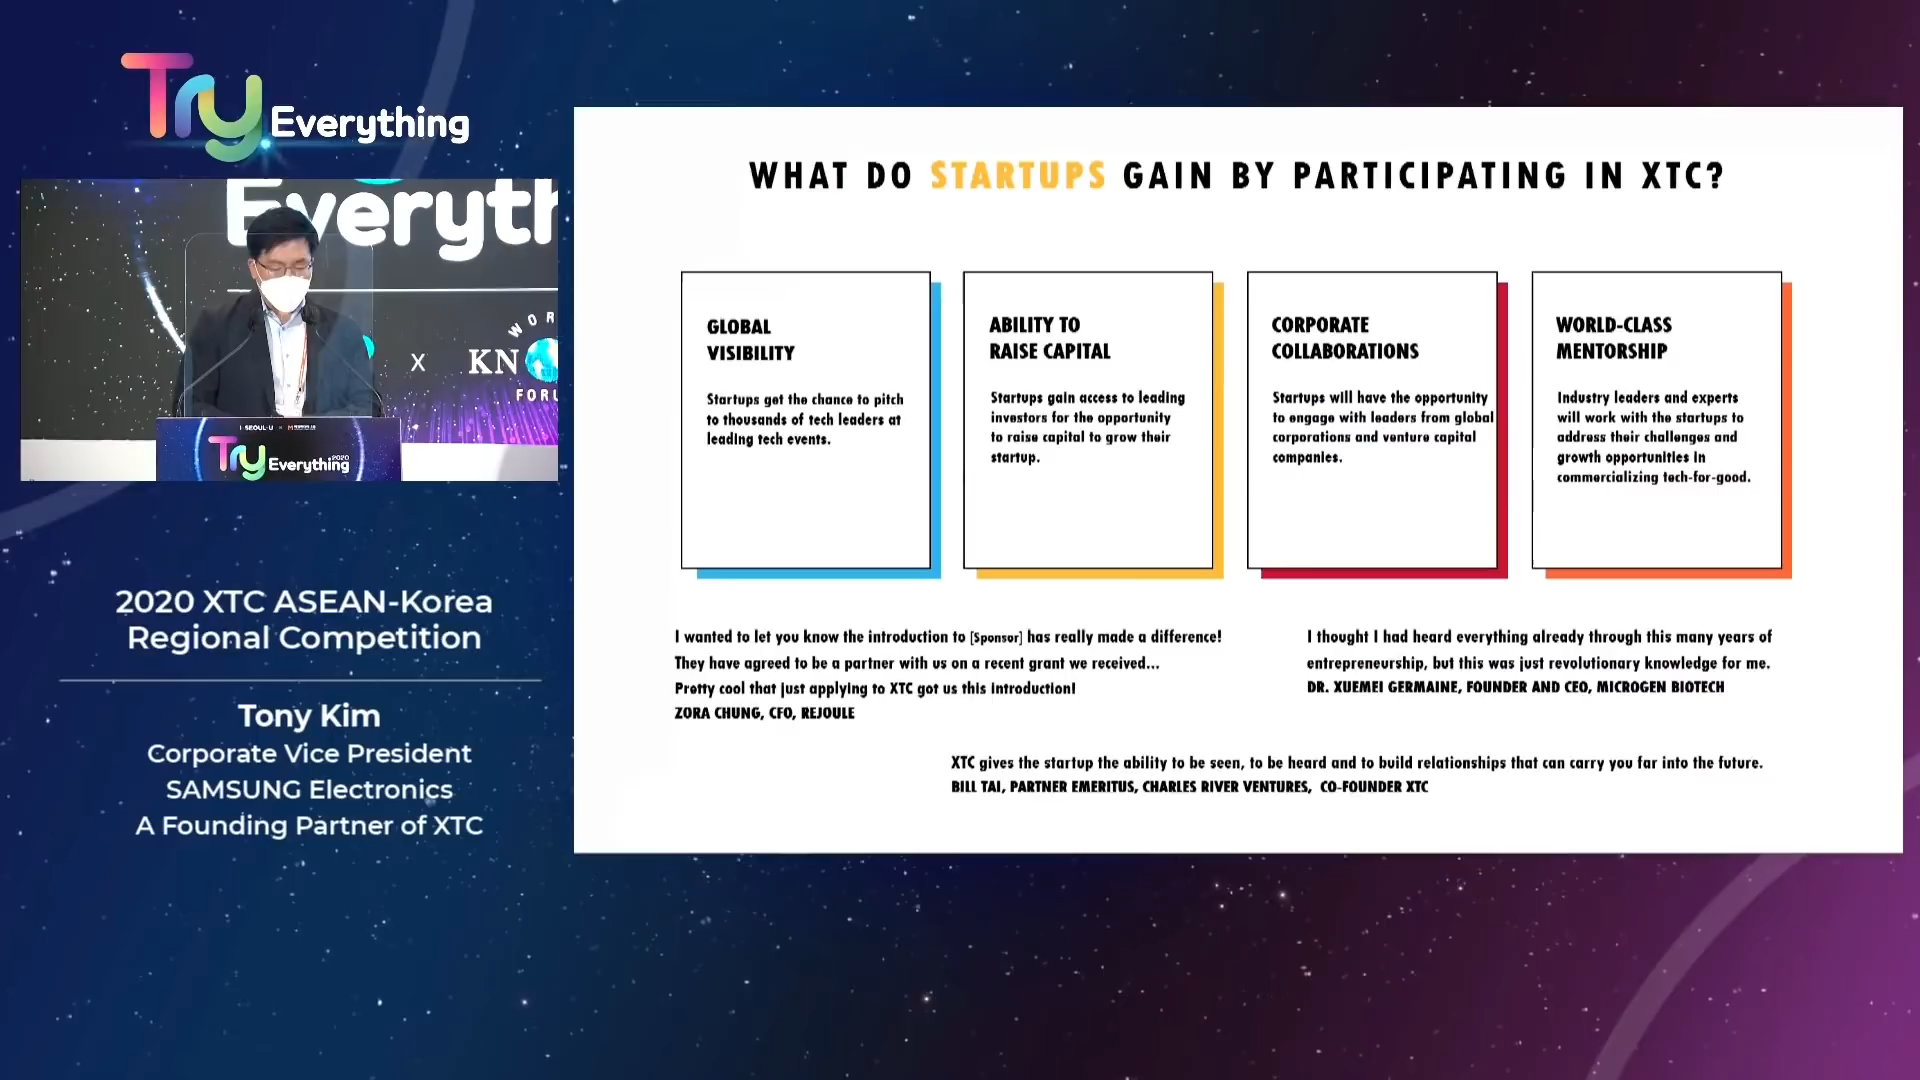 Try Everything
Everyth
WOR
X KN
FORU
I·SEOUL·U
Try Everything 2020
2020 XTC ASEAN-Korea
Regional Competition
Tony Kim
Corporate Vice President
SAMSUNG Electronics
A Founding Partner of XTC
WHAT DO STARTUPS GAIN BY PARTICIPATING IN XTC?
GLOBAL
VISIBILITY
Startups get the chance to pitch
to thousands of tech leaders at
leading tech events.
ABILITY TO
RAISE CAPITAL
Startups gain access to leading
investors for the opportunity
to raise capital to grow their
startup.
CORPORATE
COLLABORATIONS
Startups will have the opportunity
to engage with leaders from global
corporations and venture capital
companies.
WORLD-CLASS
MENTORSHIP
Industry leaders and experts
will work with the startups to
address their challenges and
growth opportunities in
commercializing tech-for-good.
I wanted to let you know the introduction to [Sponsor] has really made a difference!
They have agreed to be a partner with us on a recent grant we received...
Pretty cool that just applying to XTC got us this introduction!
ZORA CHUNG, CFO, REJOULE
I thought I had heard everything already through this many years of
entrepreneurship, but this was just revolutionary knowledge for me.
DR. XUEMEI GERMAINE, FOUNDER AND CEO, MICROGEN BIOTECH
XTC gives the startup the ability to be seen, to be heard and to build relationships that can carry you far into the future.
BILL TAI, PARTNER EMERITUS, CHARLES RIVER VENTURES, CO-FOUNDER XTC